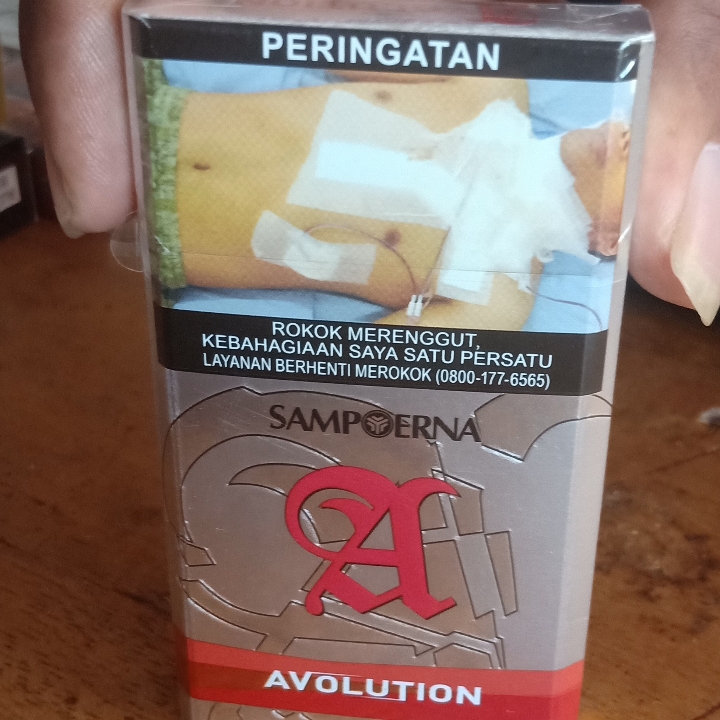 PERINGATAN
ROKOK MERENGGUT,
KEBAHAGIAAN SAYA SATU PERSATU
LAYANAN BERHENTI MEROKOK (0800-177-6565)
SAMPOERNA
A
AVOLUTION